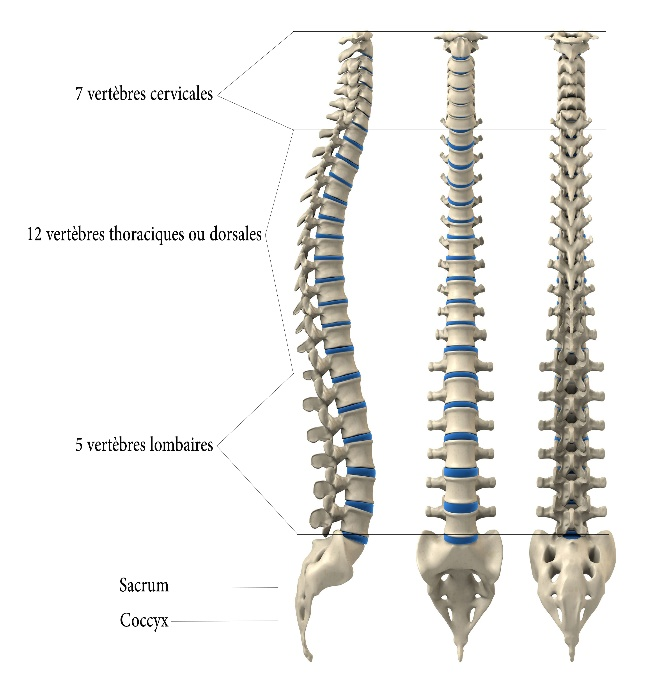 7 vertèbres cervicales
12 vertèbres thoraciques ou dorsales
5 vertèbres lombaires
Sacrum
Coccyx